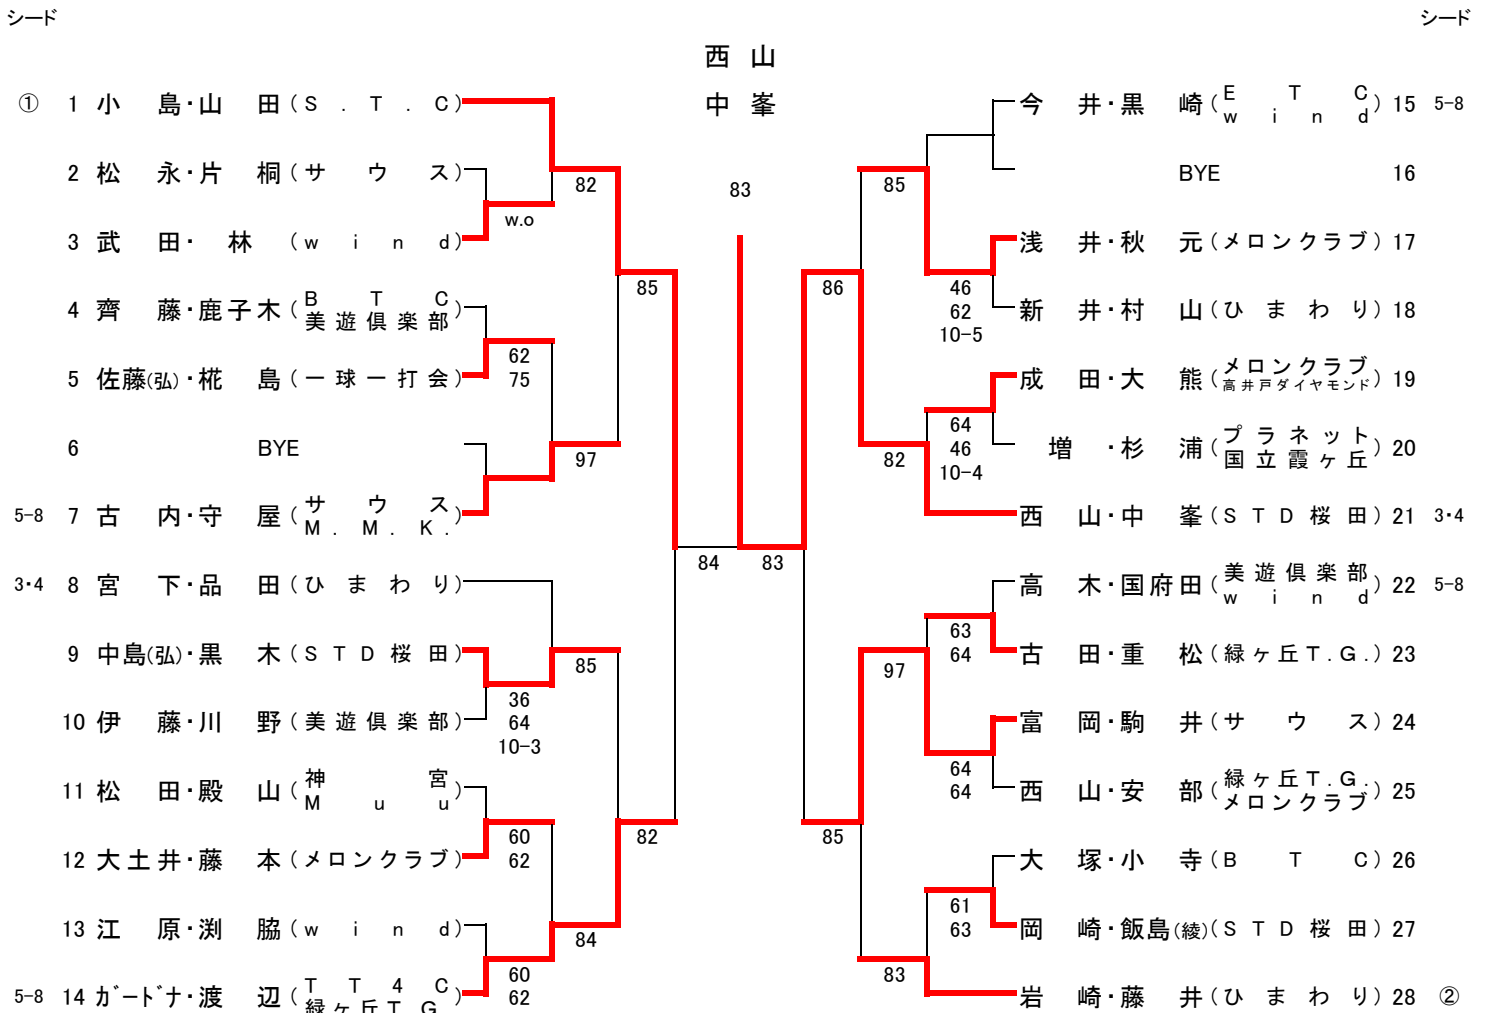 シード
シード
西 山
中 峯
83
① 1 小 島・山 田 (S . T . C)
2 松 永・片 桐 (サ ウ ス)
3 武 田・ 林 (w i n d)
4 齊 藤・鹿子木 (B T C
美遊倶楽部)
5 佐藤(弘)・椛 島 (一球一打会)
6 BYE
5-8 7 古 内・守 屋 (サ ウ ス
M . M . K .)
3・4 8 宮 下・品 田 (ひ ま わ り)
9 中島(弘)・黒 木 (S T D 桜 田)
10 伊 藤・川 野 (美遊倶楽部)
11 松 田・殿 山 (神 宮
M u u)
12 大土井・藤 本 (メロンクラブ)
13 江 原・渕 脇 (w i n d)
5-8 14 ガードナ・渡 辺 (T T 4 C
緑ヶ丘T.G.)
82
w.o
85
62
75
97
84
85
36
64
10-3
60
62
82
84
60
62
今 井・黒 崎 (E T C
w i n d) 15 5-8
BYE 16
浅 井・秋 元 (メロンクラブ) 17
新 井・村 山 (ひ ま わ り) 18
成 田・大 熊 (メロンクラブ
高井戸ダイヤモンド) 19
増 ・杉 浦 (プラネット
国立霞ヶ丘) 20
西 山・中 峯 (S T D 桜 田) 21 3・4
高 木・国府田 (美遊倶楽部
w i n d) 22 5-8
古 田・重 松 (緑ヶ丘T.G.) 23
富 岡・駒 井 (サ ウ ス) 24
西 山・安 部 (緑ヶ丘T.G.
メロンクラブ) 25
大 塚・小 寺 (B T C) 26
岡 崎・飯島(綾) (S T D 桜 田) 27
岩 崎・藤 井 (ひ ま わ り) 28 ②
85
86
46
62
10-5
82
64
46
10-4
83
63
64
97
64
64
85
61
63
83